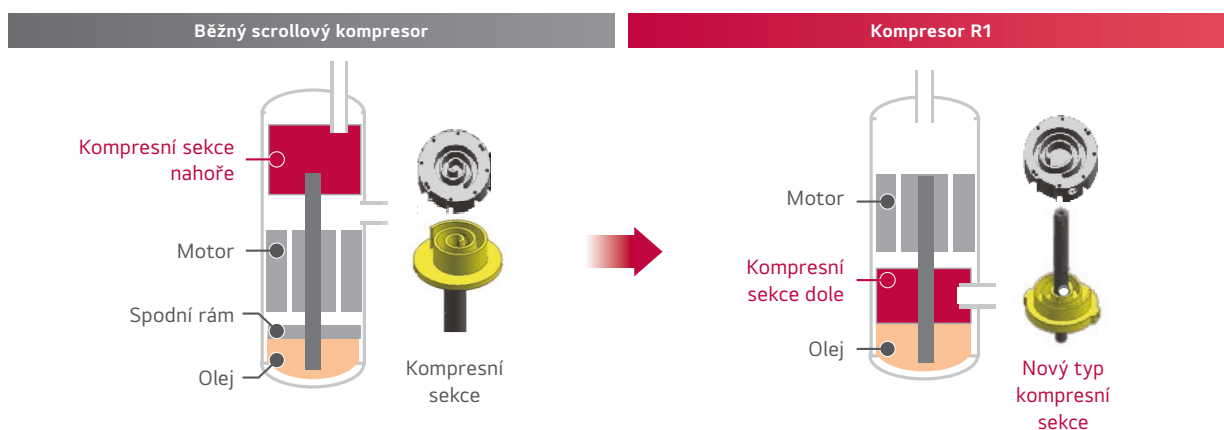 Běžný scrollový kompresor
Kompresní sekce
nahoře
Motor
Spodní rám
Olej
Kompresní
sekce
Kompresor R1
Motor
Kompresní
sekce dole
Olej
Nový typ
kompresní
sekce